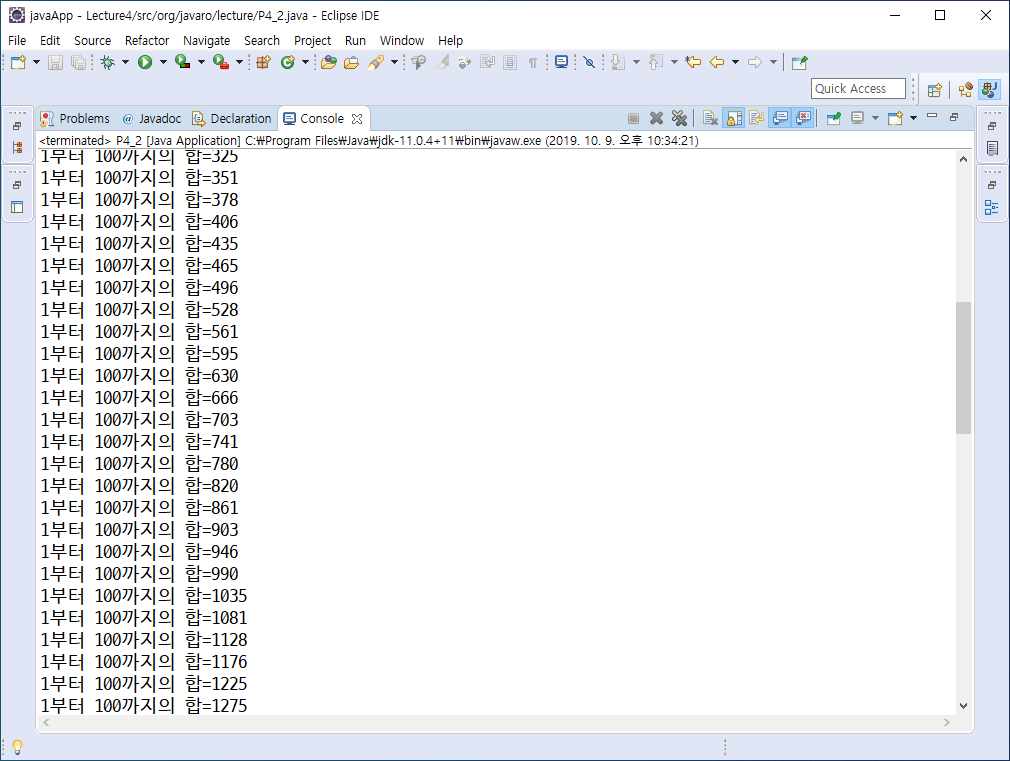 javaApp - Lecture4/src/org/javaro/lecture/P4_2.java - Eclipse IDE
File Edit Source Refactor Navigate Search Project Run Window Help
Quick Access
Problems @ Javadoc Declaration Console
<terminated> P4_2 [Java Application] C:₩Program Files₩Java₩jdk-11.0.4+11₩bin₩javaw.exe (2019. 10. 9. 오후 10:34:21)
1부터 100까지의 합=325
1부터 100까지의 합=351
1부터 100까지의 합=378
1부터 100까지의 합=406
1부터 100까지의 합=435
1부터 100까지의 합=465
1부터 100까지의 합=496
1부터 100까지의 합=528
1부터 100까지의 합=561
1부터 100까지의 합=595
1부터 100까지의 합=630
1부터 100까지의 합=666
1부터 100까지의 합=703
1부터 100까지의 합=741
1부터 100까지의 합=780
1부터 100까지의 합=820
1부터 100까지의 합=861
1부터 100까지의 합=903
1부터 100까지의 합=946
1부터 100까지의 합=990
1부터 100까지의 합=1035
1부터 100까지의 합=1081
1부터 100까지의 합=1128
1부터 100까지의 합=1176
1부터 100까지의 합=1225
1부터 100까지의 합=1275